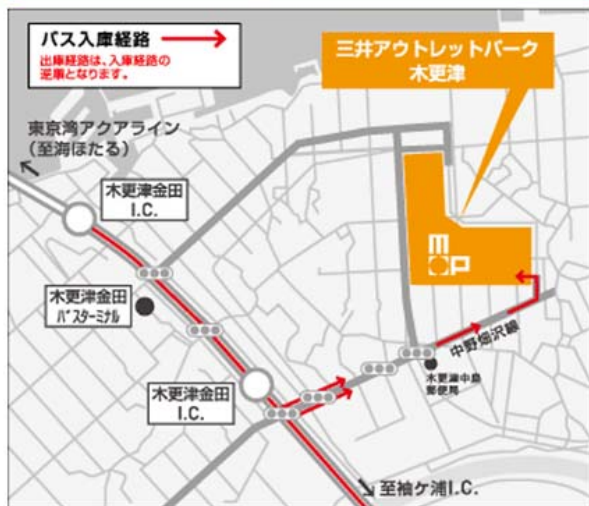 バス入庫経路
出庫経路は、入庫経路の
逆順となります。
三井アウトレットパーク
木更津
東京湾アクアライン
（至海ほたる）
木更津金田
I.C.
木更津金田
バスターミナル
MOP
中野畑沢線
木更津中島
郵便局
木更津金田
I.C.
至袖ケ浦I.C.